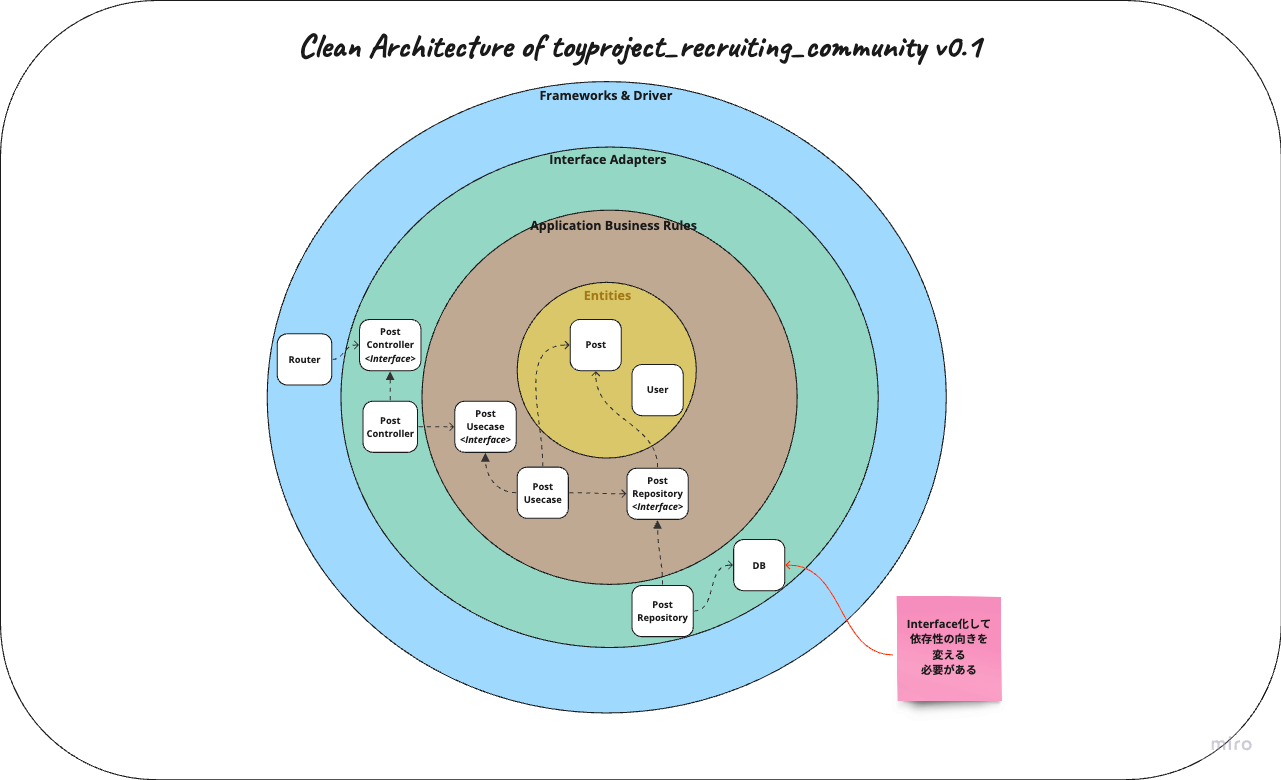 Clean Architecture of toyproject_recruiting_community v0.1
Frameworks & Driver
Interface Adapters
Application Business Rules
Entities
Router
Post
Controller
<Interface>
Post
User
Post
Controller
Post
Usecase
<Interface>
Post
Usecase
Post
Repository
<Interface>
DB
Post
Repository
Interface化して
依存性の向きを
変える
必要がある
miro